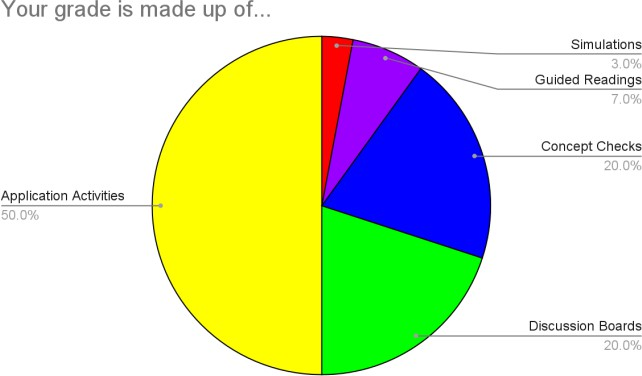 Your grade is made up of...
Simulations
3.0%
Guided Readings
7.0%
Concept Checks
20.0%
Application Activities
50.0%
Discussion Boards
20.0%